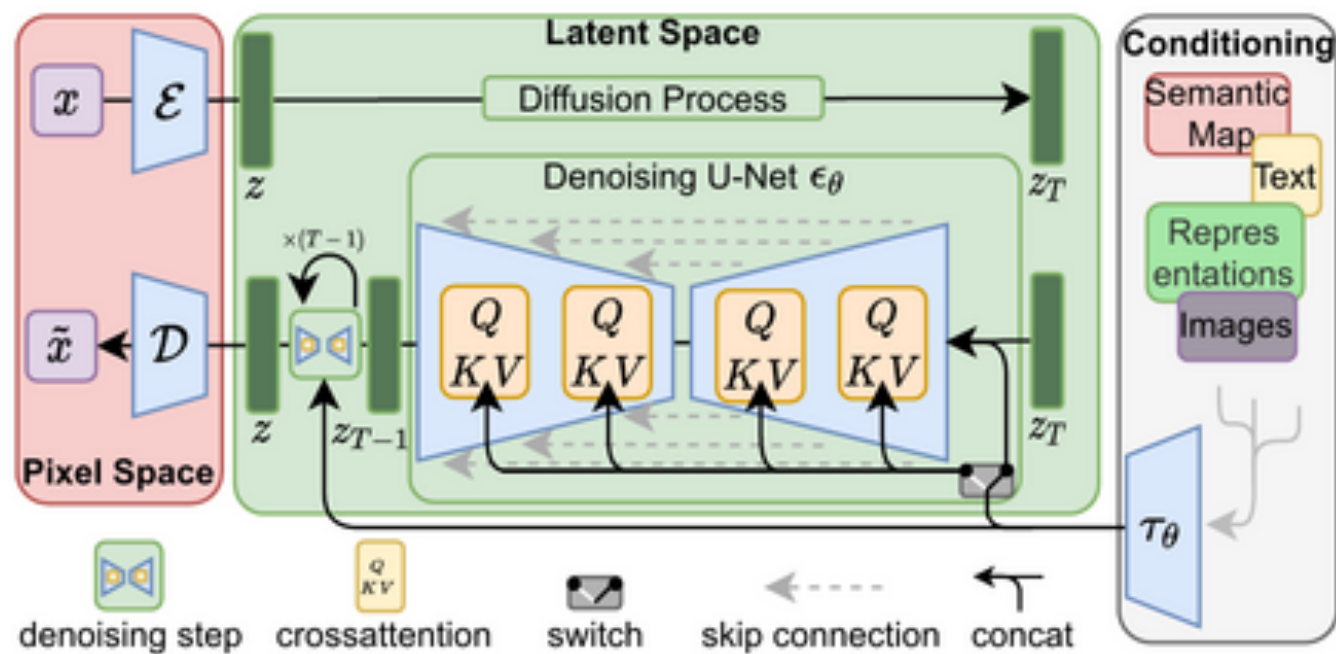 Latent Space
Conditioning
x
ℰ
Diffusion Process
z
z_T
Semantic
Map
Text
Repres
entations
Images
Denoising U-Net ϵ_θ
×(T−1)
x̃
𝒟
Q
KV
Q
KV
Q
KV
Q
KV
z
z_{T−1}
z_T
Pixel Space
τ_θ
Q
KV
denoising step
crossattention
switch
skip connection
concat